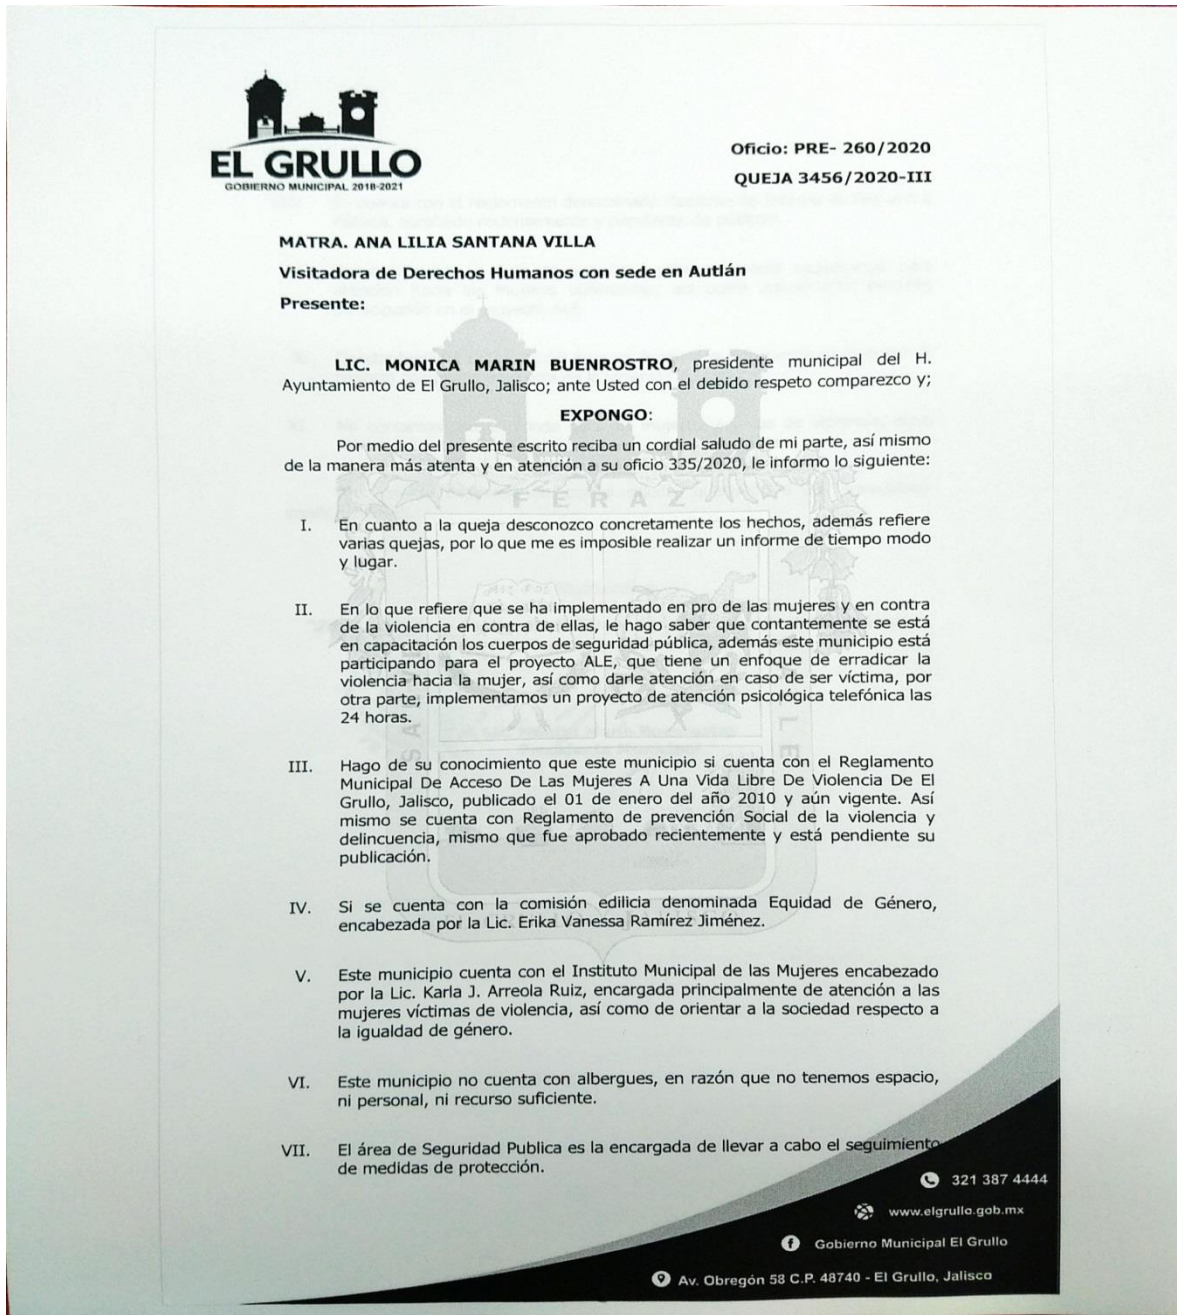 EL GRULLO
GOBIERNO MUNICIPAL 2018-2021
Oficio: PRE- 260/2020
QUEJA 3456/2020-III
MATRA. ANA LILIA SANTANA VILLA
Visitadora de Derechos Humanos con sede en Autlán
Presente:
LIC. MONICA MARIN BUENROSTRO, presidente municipal del H.
Ayuntamiento de El Grullo, Jalisco; ante Usted con el debido respeto comparezco y;
EXPONGO:
Por medio del presente escrito reciba un cordial saludo de mi parte, así mismo
de la manera más atenta y en atención a su oficio 335/2020, le informo lo siguiente:
FERAZ
I. En cuanto a la queja desconozco concretamente los hechos, además refiere
varias quejas, por lo que me es imposible realizar un informe de tiempo modo
y lugar.
II. En lo que refiere que se ha implementado en pro de las mujeres y en contra
de la violencia en contra de ellas, le hago saber que contantemente se está
en capacitación los cuerpos de seguridad pública, además este municipio está
participando para el proyecto ALE, que tiene un enfoque de erradicar la
violencia hacia la mujer, así como darle atención en caso de ser víctima, por
otra parte, implementamos un proyecto de atención psicológica telefónica las
24 horas.
III. Hago de su conocimiento que este municipio si cuenta con el Reglamento
Municipal De Acceso De Las Mujeres A Una Vida Libre De Violencia De El
Grullo, Jalisco, publicado el 01 de enero del año 2010 y aún vigente. Así
mismo se cuenta con Reglamento de prevención Social de la violencia y
delincuencia, mismo que fue aprobado recientemente y está pendiente su
publicación.
IV. Si se cuenta con la comisión edilicia denominada Equidad de Género,
encabezada por la Lic. Erika Vanessa Ramírez Jiménez.
V. Este municipio cuenta con el Instituto Municipal de las Mujeres encabezado
por la Lic. Karla J. Arreola Ruiz, encargada principalmente de atención a las
mujeres víctimas de violencia, así como de orientar a la sociedad respecto a
la igualdad de género.
VI. Este municipio no cuenta con albergues, en razón que no tenemos espacio,
ni personal, ni recurso suficiente.
VII. El área de Seguridad Publica es la encargada de llevar a cabo el seguimiento
de medidas de protección.
321 387 4444
www.elgrullo.gob.mx
Gobierno Municipal El Grullo
Av. Obregón 58 C.P. 48740 - El Grullo, Jalisco